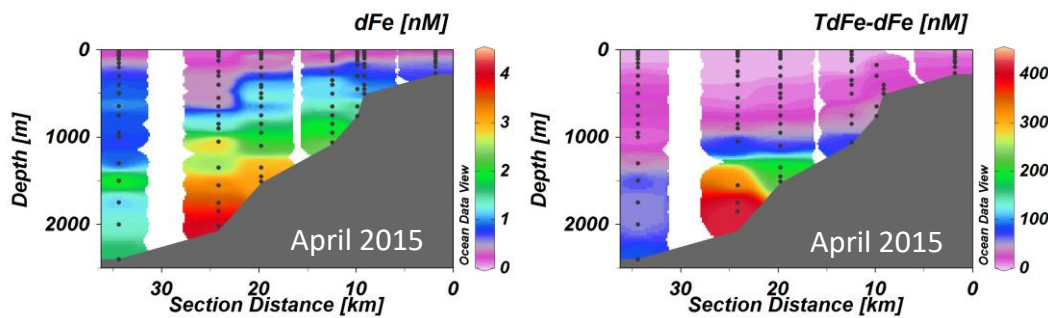 dFe [nM]
0
1000
2000
Depth [m]
April 2015
30
20
10
0
Section Distance [km]
4
3
2
1
0
Ocean Data View
TdFe-dFe [nM]
0
1000
2000
Depth [m]
April 2015
30
20
10
0
Section Distance [km]
400
300
200
100
0
Ocean Data View